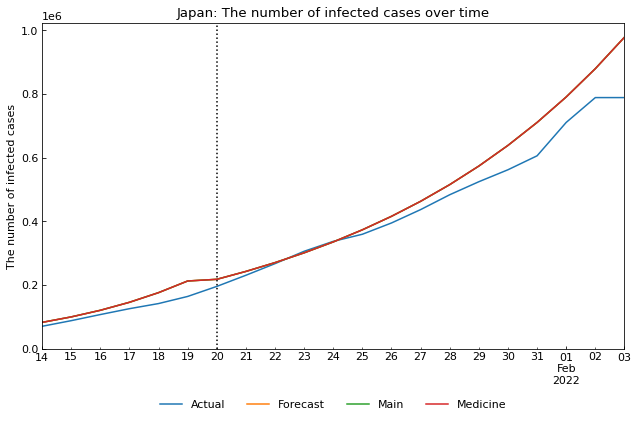 Japan: The number of infected cases over time
1e6
1.0
0.8
0.6
0.4
0.2
0.0
The number of infected cases
14 15 16 17 18 19 20 21 22 23 24 25 26 27 28 29 30 31 01 02 03
Feb
2022
Actual Forecast Main Medicine